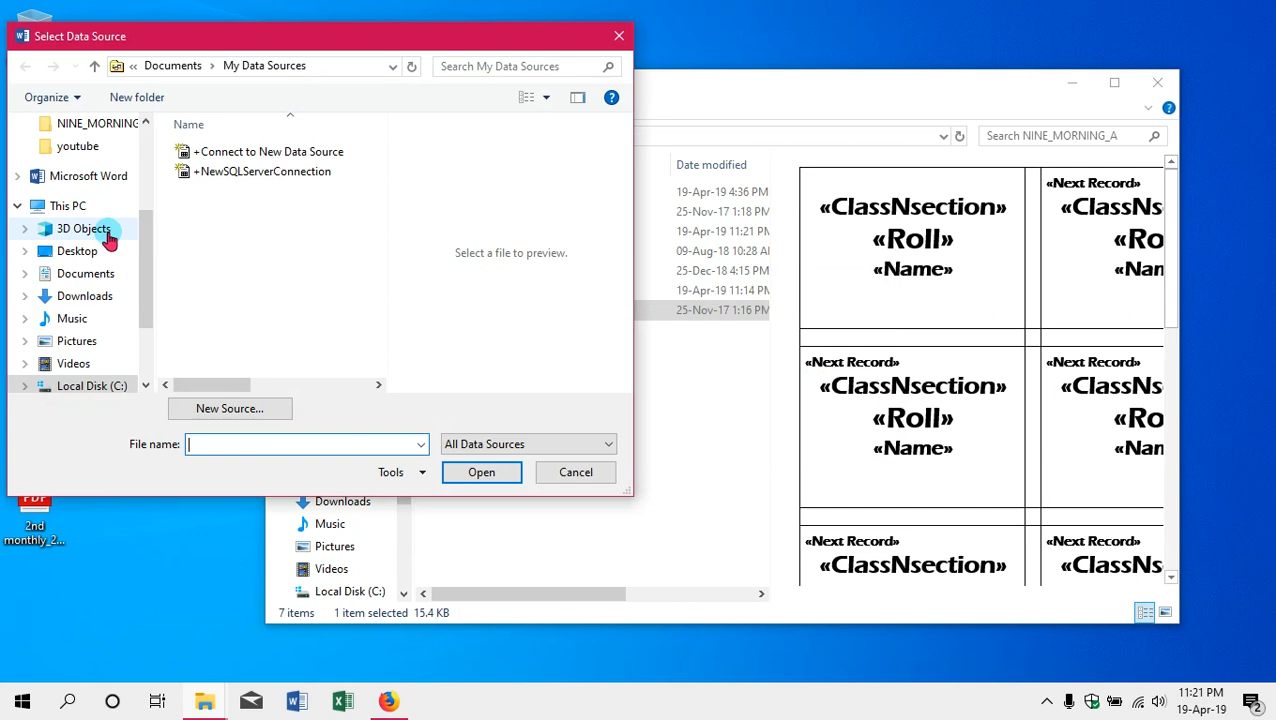 Select Data Source
« Documents › My Data Sources
Search My Data Sources
Organize
New folder
Name
NINE_MORNING
youtube
Microsoft Word
This PC
3D Objects
Desktop
Documents
Downloads
Music
Pictures
Videos
Local Disk (C:)
+Connect to New Data Source
+NewSQLServerConnection
Select a file to preview.
New Source...
File name:
All Data Sources
Tools
Open
Cancel
Search NINE_MORNING_A
Date modified
19-Apr-19 4:36 PM
25-Nov-17 1:18 PM
19-Apr-19 11:21 PM
09-Aug-18 10:28 AM
25-Dec-18 4:15 PM
19-Apr-19 11:14 PM
25-Nov-17 1:16 PM
«ClassNsection»
«Roll»
«Name»
«Next Record»
«ClassNs
«Ro
«Nam
«Next Record»
«ClassNsection»
«Roll»
«Name»
«Next Record»
«ClassNs
«Ro
«Nam
«Next Record»
«ClassNsection»
«Next Record»
«ClassNs
Downloads
Music
Pictures
Videos
Local Disk (C:)
7 items 1 item selected 15.4 KB
PDF
2nd
monthly_2...
11:21 PM
19-Apr-19
2